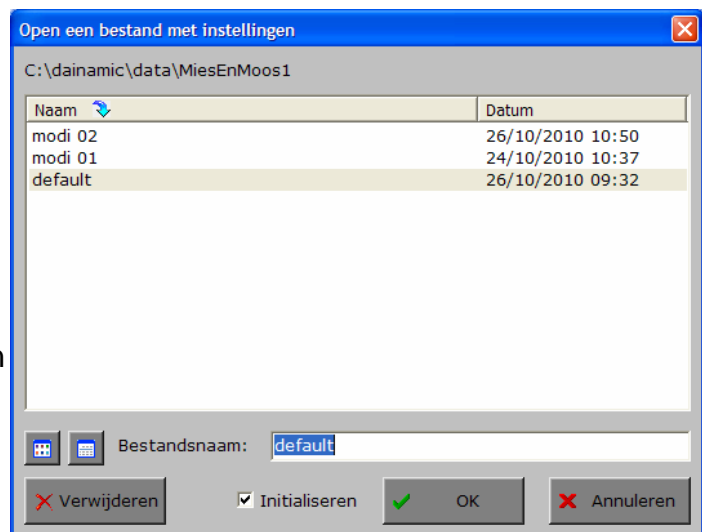 Open een bestand met instellingen
C:\dainamic\data\MiesEnMoos1
Naam Datum
modi 02 26/10/2010 10:50
modi 01 24/10/2010 10:37
default 26/10/2010 09:32
n
Bestandsnaam: default
Verwijderen Initialiseren OK Annuleren